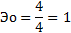 Эо = 4/4 = 1